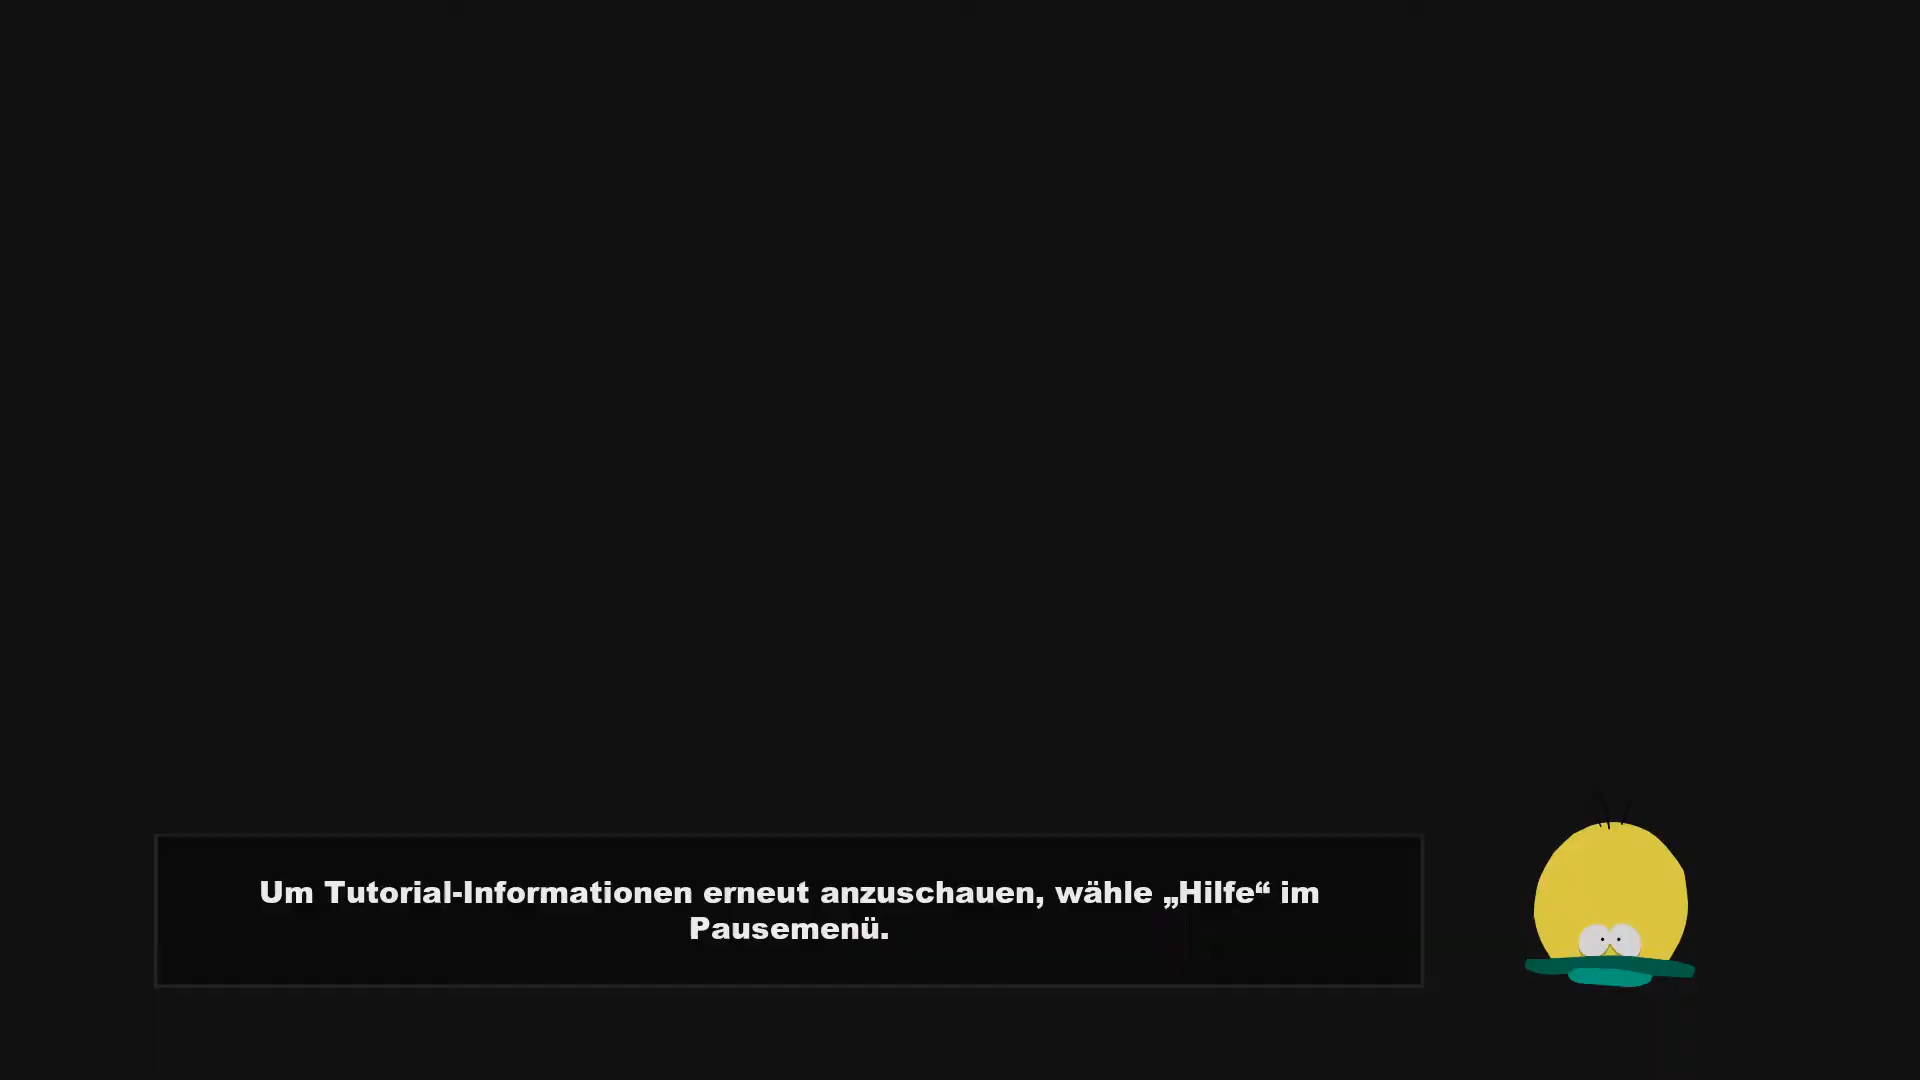 Um Tutorial-Informationen erneut anzuschauen, wähle „Hilfe“ im
Pausemenü.